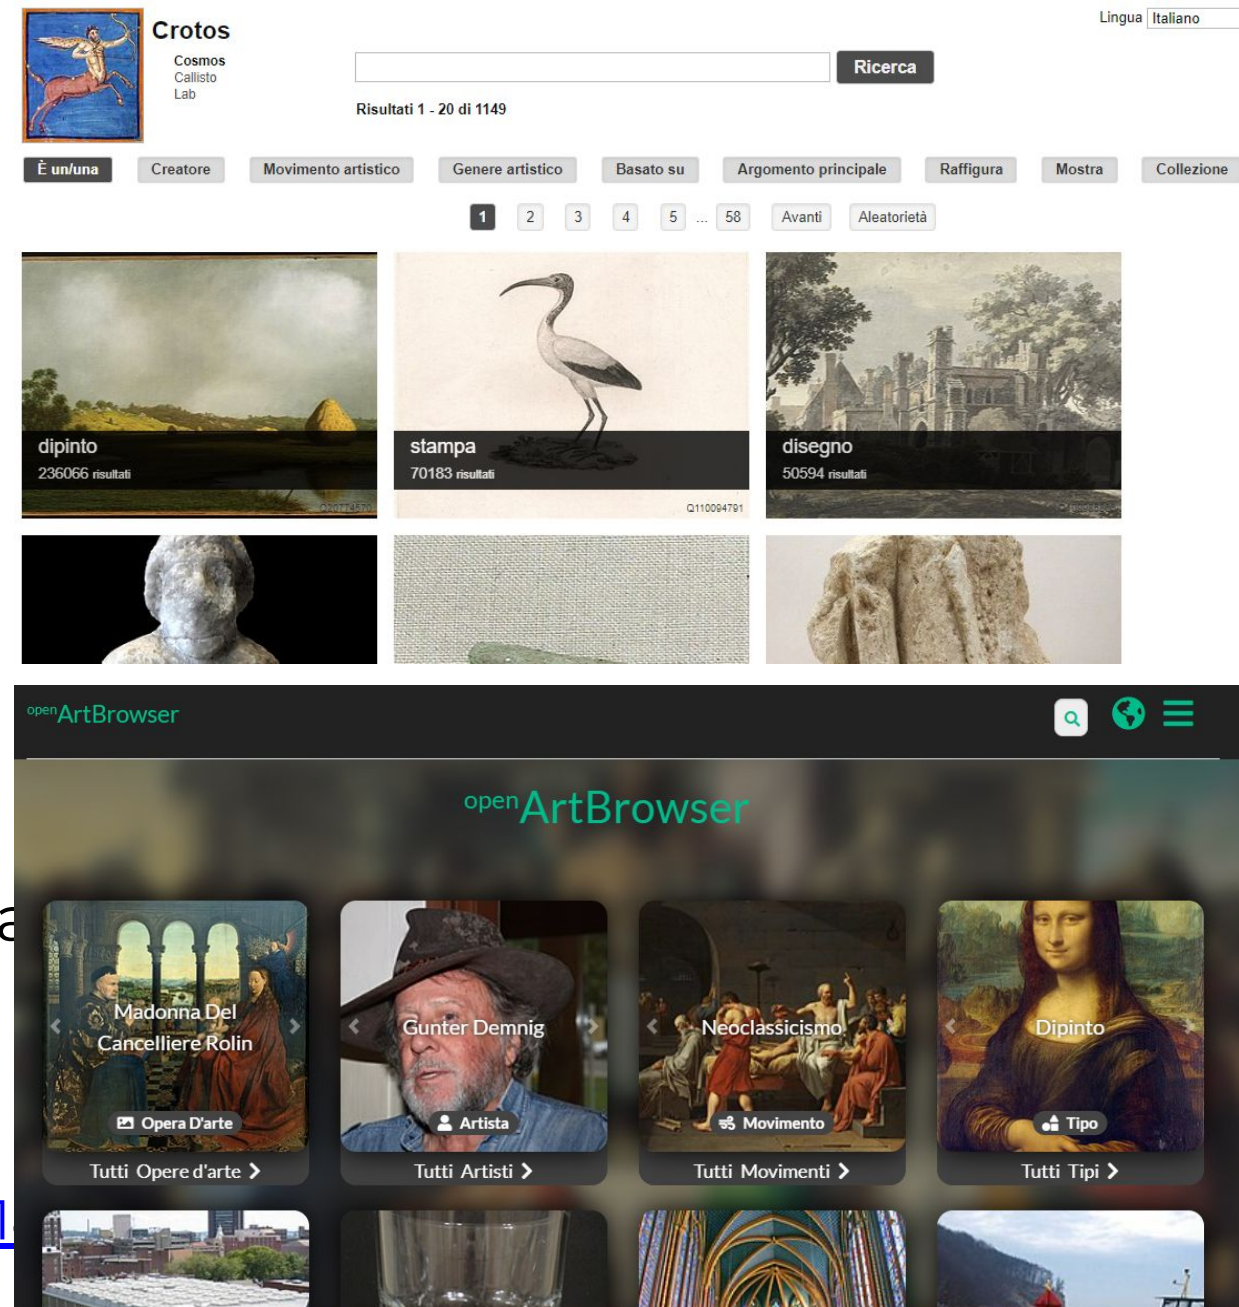 Crotos
Cosmos
Callisto
Lab
Lingua Italiano
Ricerca
Risultati 1 - 20 di 1149
È un/una Creatore Movimento artistico Genere artistico Basato su Argomento principale Raffigura Mostra Collezione
1 2 3 4 5 ... 58 Avanti Aleatorietà
dipinto
236066 risultati
Q20774670
stampa
70183 risultati
Q110094791
disegno
50594 risultati
openArtBrowser
openArtBrowser
a
Madonna Del
Cancelliere Rolin
Opera D'arte
Tutti Opere d'arte
Gunter Demnig
Artista
Tutti Artisti
Neoclassicismo
Movimento
Tutti Movimenti
Dipinto
Tipo
Tutti Tipi